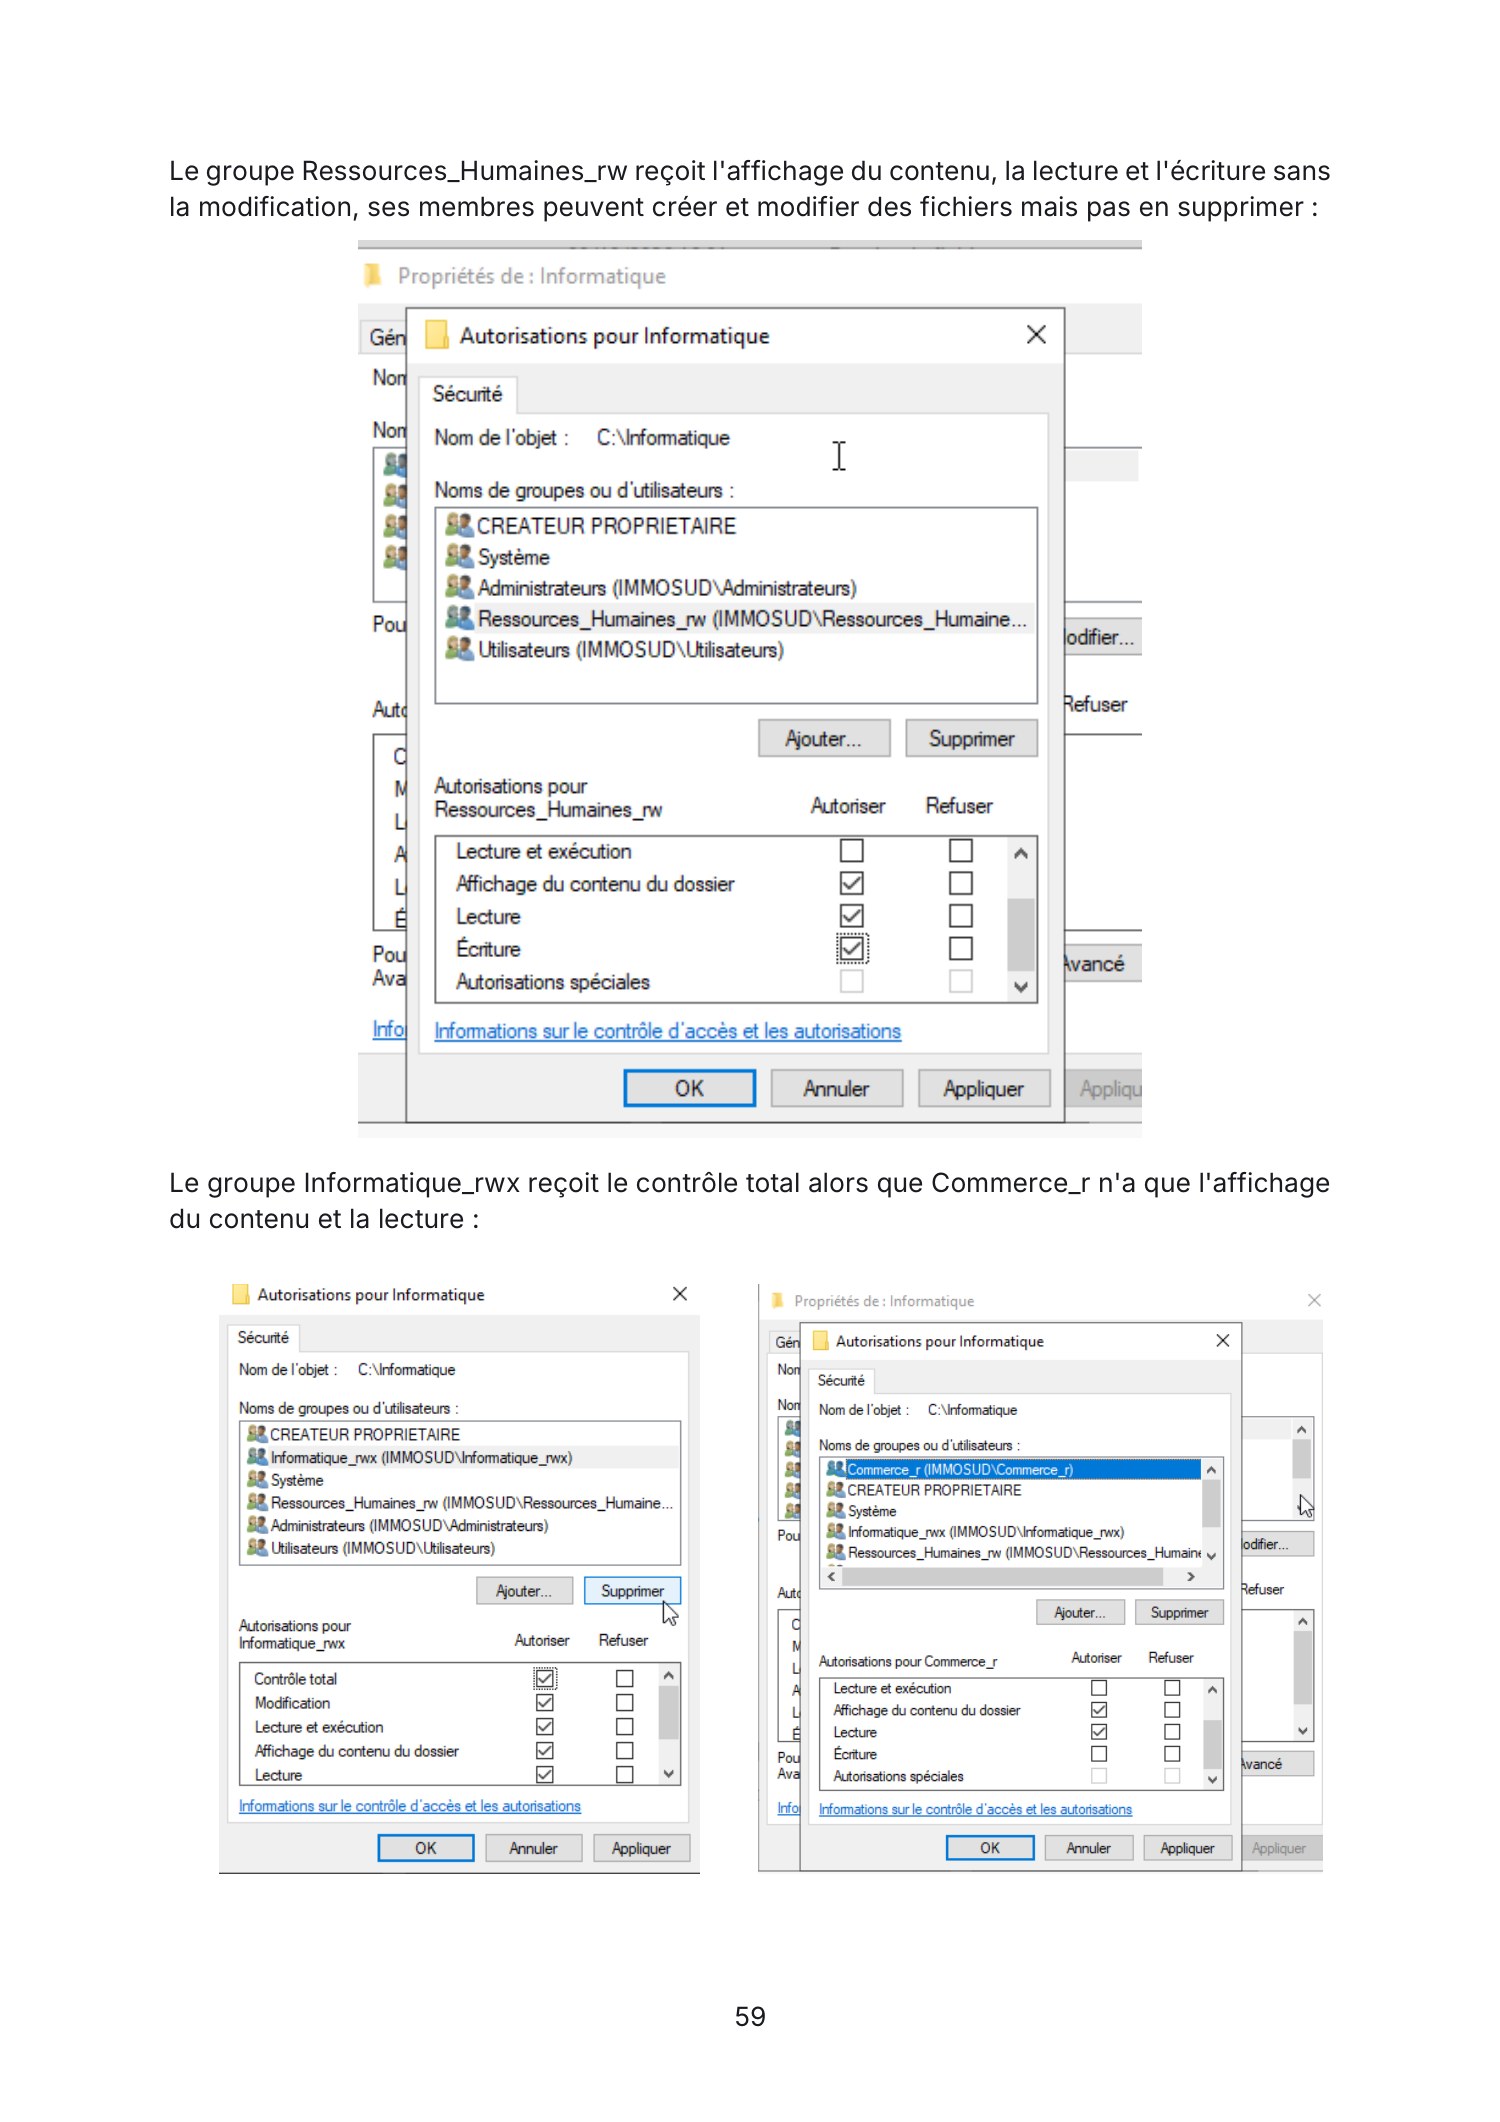 Le groupe Ressources_Humaines_rw reçoit l'affichage du contenu, la lecture et l'écriture sans
la modification, ses membres peuvent créer et modifier des fichiers mais pas en supprimer :
Propriétés de : Informatique
Autorisations pour Informatique
Sécurité
Nom de l'objet : C:\Informatique
Noms de groupes ou d'utilisateurs :
CREATEUR PROPRIETAIRE
Système
Administrateurs (IMMOSUD\Administrateurs)
Ressources_Humaines_rw (IMMOSUD\Ressources_Humaine...
Utilisateurs (IMMOSUD\Utilisateurs)
odifier...
Refuser
Ajouter... Supprimer
Autorisations pour
Ressources_Humaines_rw Autoriser Refuser
Lecture et exécution
Affichage du contenu du dossier
Lecture
Écriture
Autorisations spéciales
Avancé
Informations sur le contrôle d'accès et les autorisations
OK Annuler Appliquer Appliqu
Le groupe Informatique_rwx reçoit le contrôle total alors que Commerce_r n'a que l'affichage
du contenu et la lecture :
Autorisations pour Informatique
Sécurité
Nom de l'objet : C:\Informatique
Noms de groupes ou d'utilisateurs :
CREATEUR PROPRIETAIRE
Informatique_rwx (IMMOSUD\Informatique_rwx)
Système
Ressources_Humaines_rw (IMMOSUD\Ressources_Humaine...
Administrateurs (IMMOSUD\Administrateurs)
Utilisateurs (IMMOSUD\Utilisateurs)
Ajouter... Supprimer
Autorisations pour
Informatique_rwx Autoriser Refuser
Contrôle total
Modification
Lecture et exécution
Affichage du contenu du dossier
Lecture
Informations sur le contrôle d'accès et les autorisations
OK Annuler Appliquer
Propriétés de : Informatique
Autorisations pour Informatique
Sécurité
Nom de l'objet : C:\Informatique
Noms de groupes ou d'utilisateurs :
Commerce_r (IMMOSUD\Commerce_r)
CREATEUR PROPRIETAIRE
Système
Informatique_rwx (IMMOSUD\Informatique_rwx)
Ressources_Humaines_rw (IMMOSUD\Ressources_Humaine
odifier...
Refuser
Ajouter... Supprimer
Autorisations pour Commerce_r Autoriser Refuser
Lecture et exécution
Affichage du contenu du dossier
Lecture
Écriture
Autorisations spéciales
Avancé
Informations sur le contrôle d'accès et les autorisations
OK Annuler Appliquer Appliquer
59